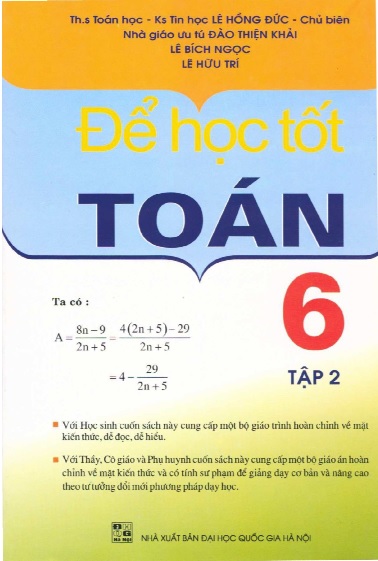 Th.s Toán học - Ks Tin học LÊ HỒNG ĐỨC - Chủ biên
Nhà giáo ưu tú ĐÀO THIỆN KHẢI
LÊ BÍCH NGỌC
LÊ HỮU TRÍ
Để học tốt
TOÁN
6
TẬP 2
Ta có :
A = \frac{8n-9}{2n+5} = \frac{4(2n+5)-29}{2n+5}
= 4 - \frac{29}{2n+5}
Với Học sinh cuốn sách này cung cấp một bộ giáo trình hoàn chỉnh về mặt
kiến thức, dễ đọc, dễ hiểu.
Với Thầy, Cô giáo và Phụ huynh cuốn sách này cung cấp một bộ giáo án hoàn
chỉnh về mặt kiến thức và có tính sư phạm để giảng dạy cơ bản và nâng cao
theo tư tưởng đổi mới phương pháp dạy học.
HÀ NỘI
NHÀ XUẤT BẢN ĐẠI HỌC QUỐC GIA HÀ NỘI